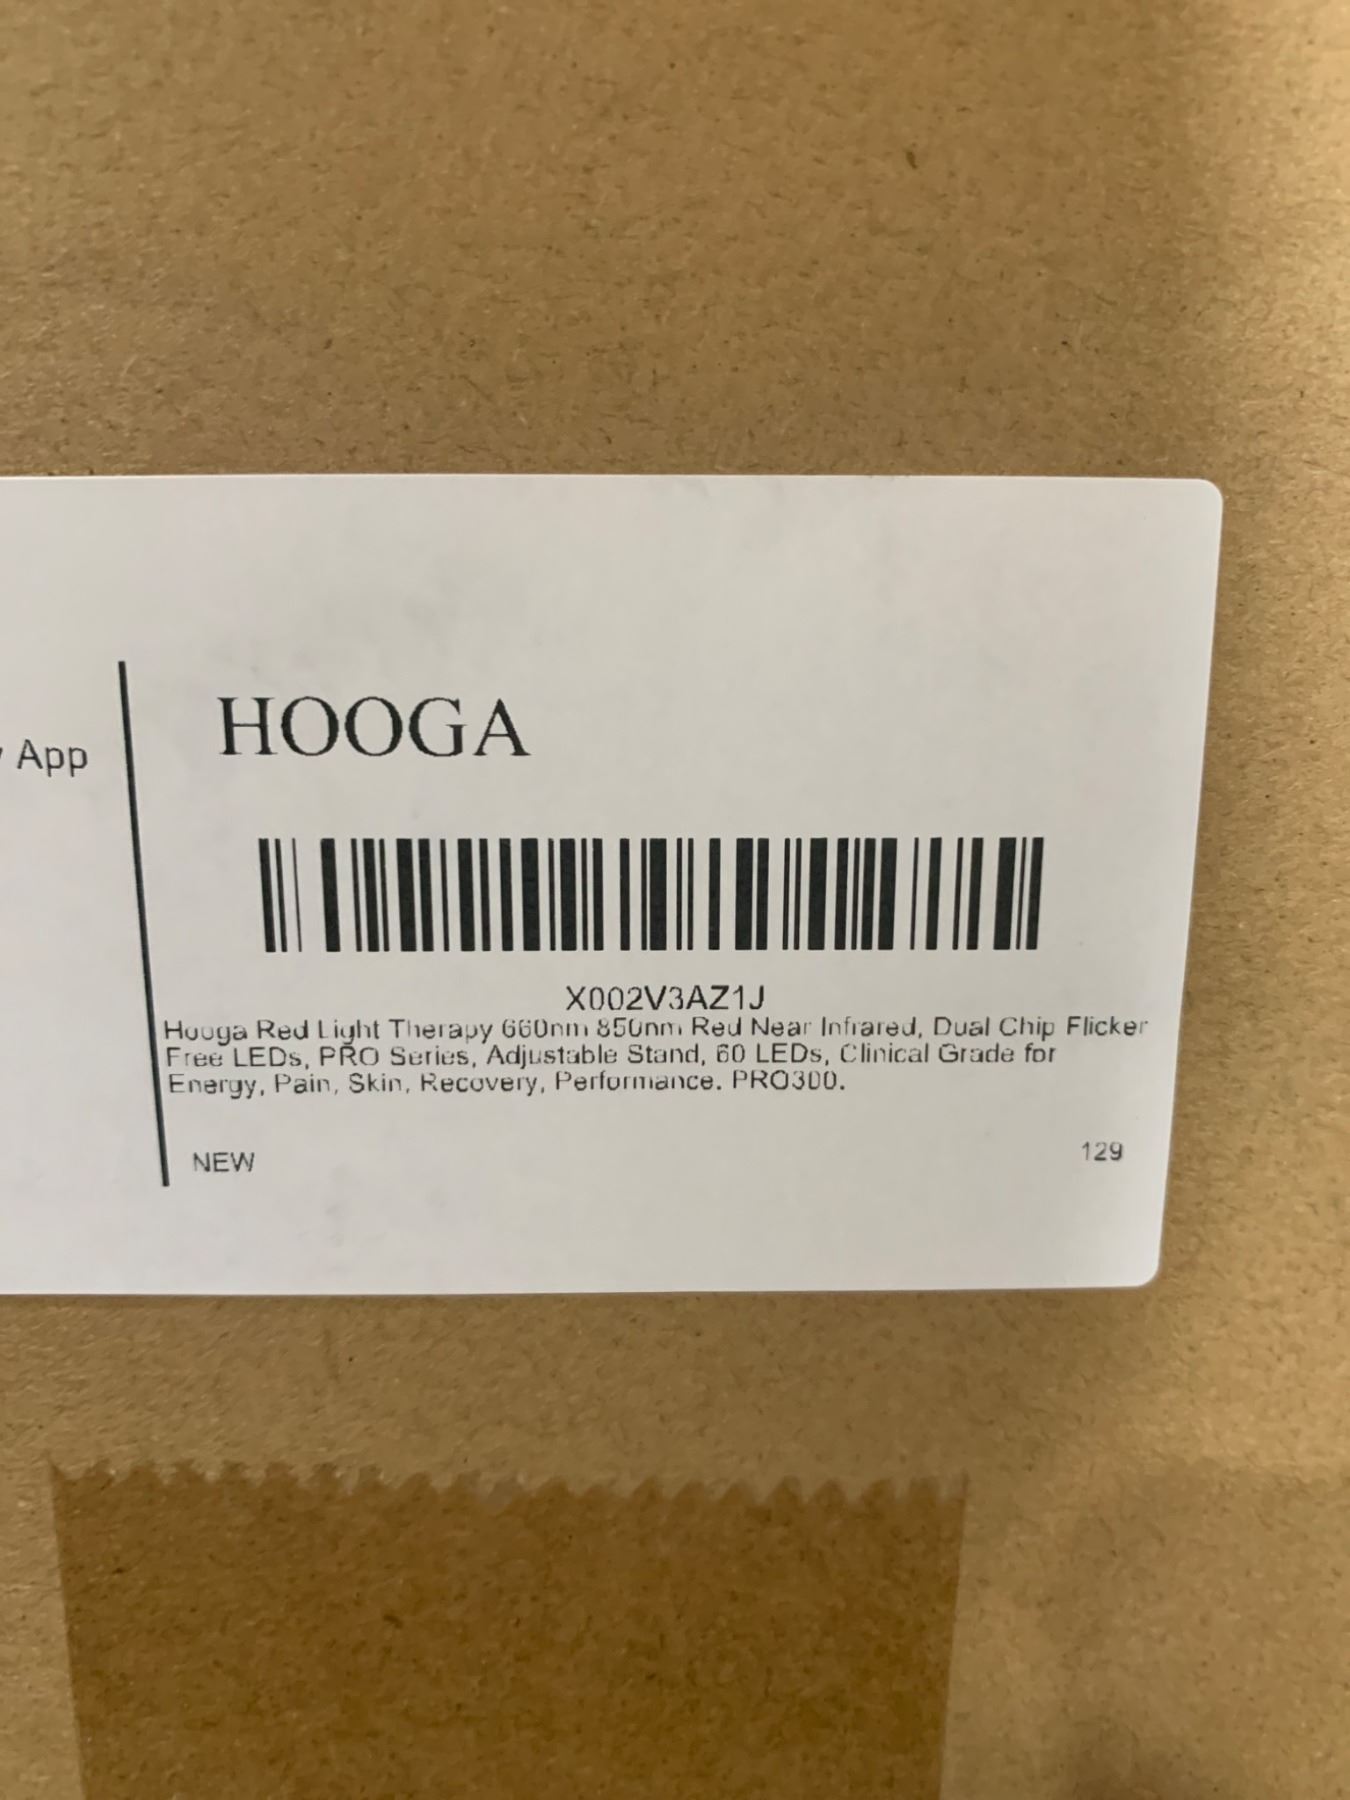 App
HOOGA
X002V3AZ1J
Hooga Red Light Therapy 660nm 850nm Red Near Infrared, Dual Chip Flicker
Free LEDs, PRO Series, Adjustable Stand, 60 LEDs, Clinical Grade for
Energy, Pain, Skin, Recovery, Performance. PRO300.
NEW
129